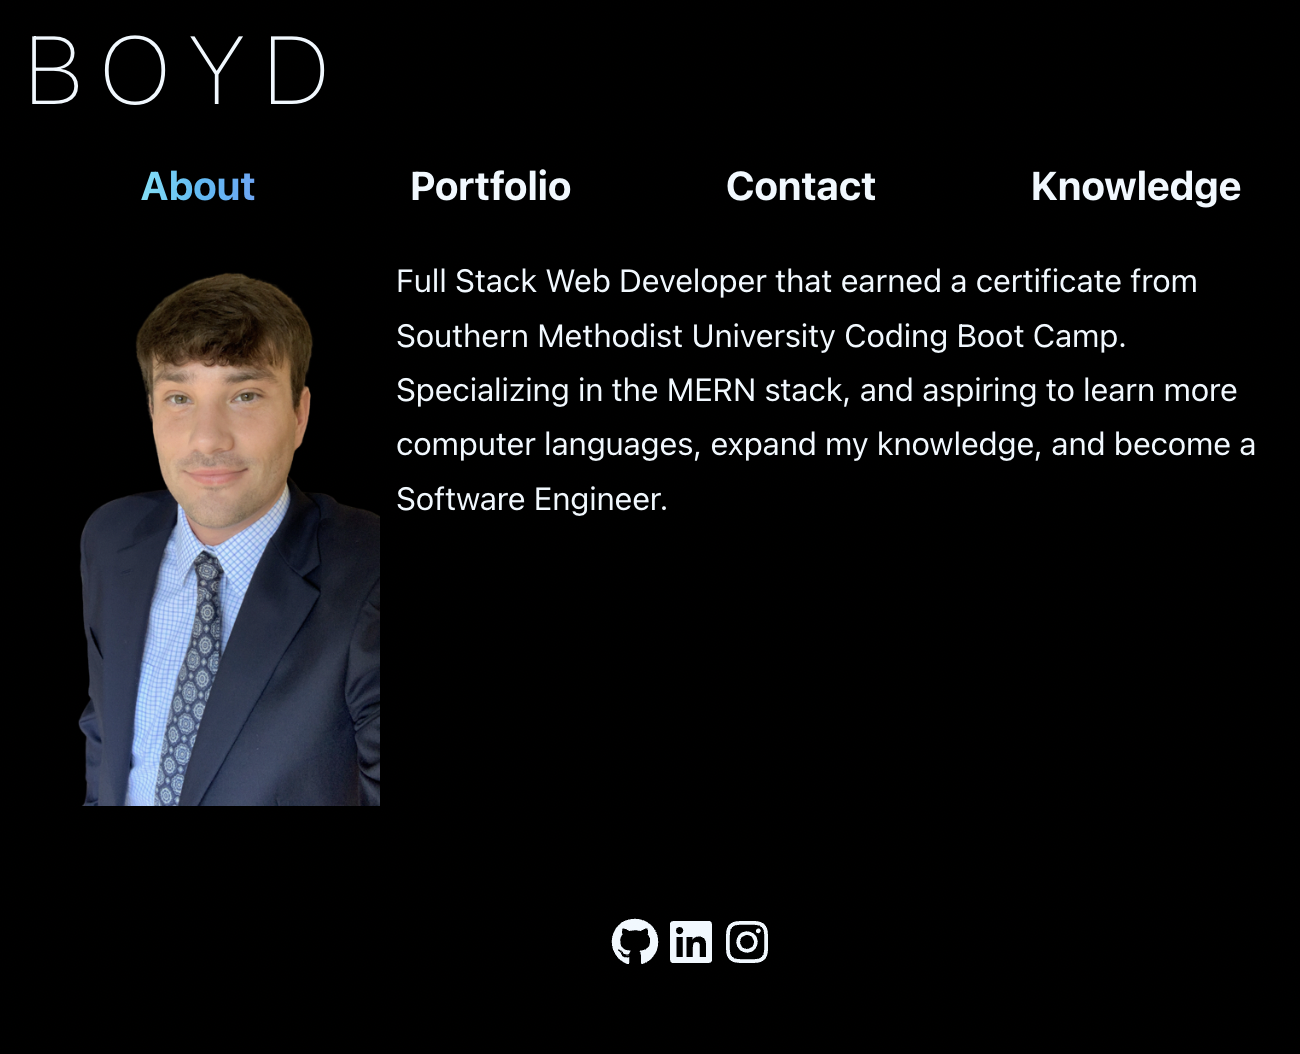 BOYD
About Portfolio Contact Knowledge
Full Stack Web Developer that earned a certificate from
Southern Methodist University Coding Boot Camp.
Specializing in the MERN stack, and aspiring to learn more
computer languages, expand my knowledge, and become a
Software Engineer.
in